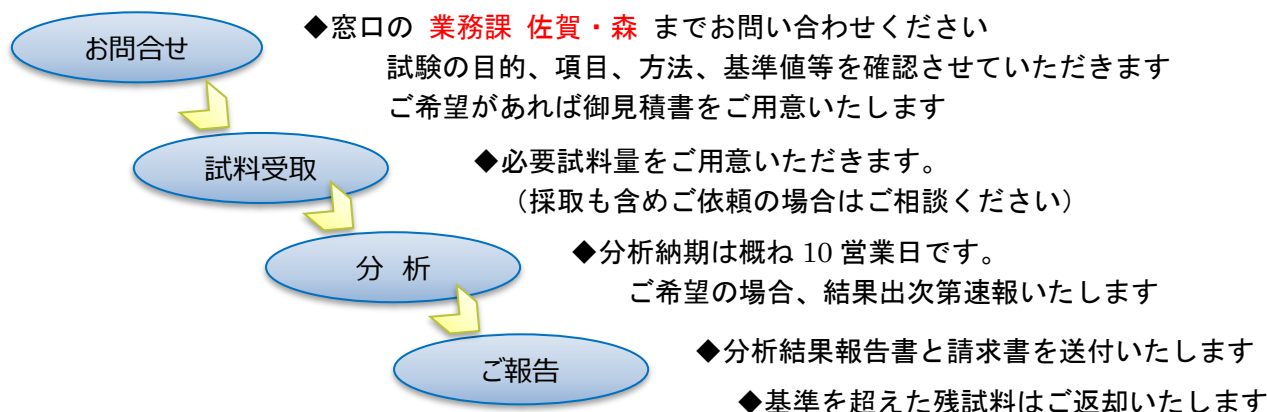 お問合せ
◆窓口の 業務課 佐賀・森 までお問い合わせください
試験の目的、項目、方法、基準値等を確認させていただきます
ご希望があれば御見積書をご用意いたします
試料受取
◆必要試料量をご用意いただきます。
（採取も含めご依頼の場合はご相談ください）
分 析
◆分析納期は概ね 10 営業日です。
ご希望の場合、結果出次第速報いたします
ご報告
◆分析結果報告書と請求書を送付いたします
◆基準を超えた残試料はご返却いたします